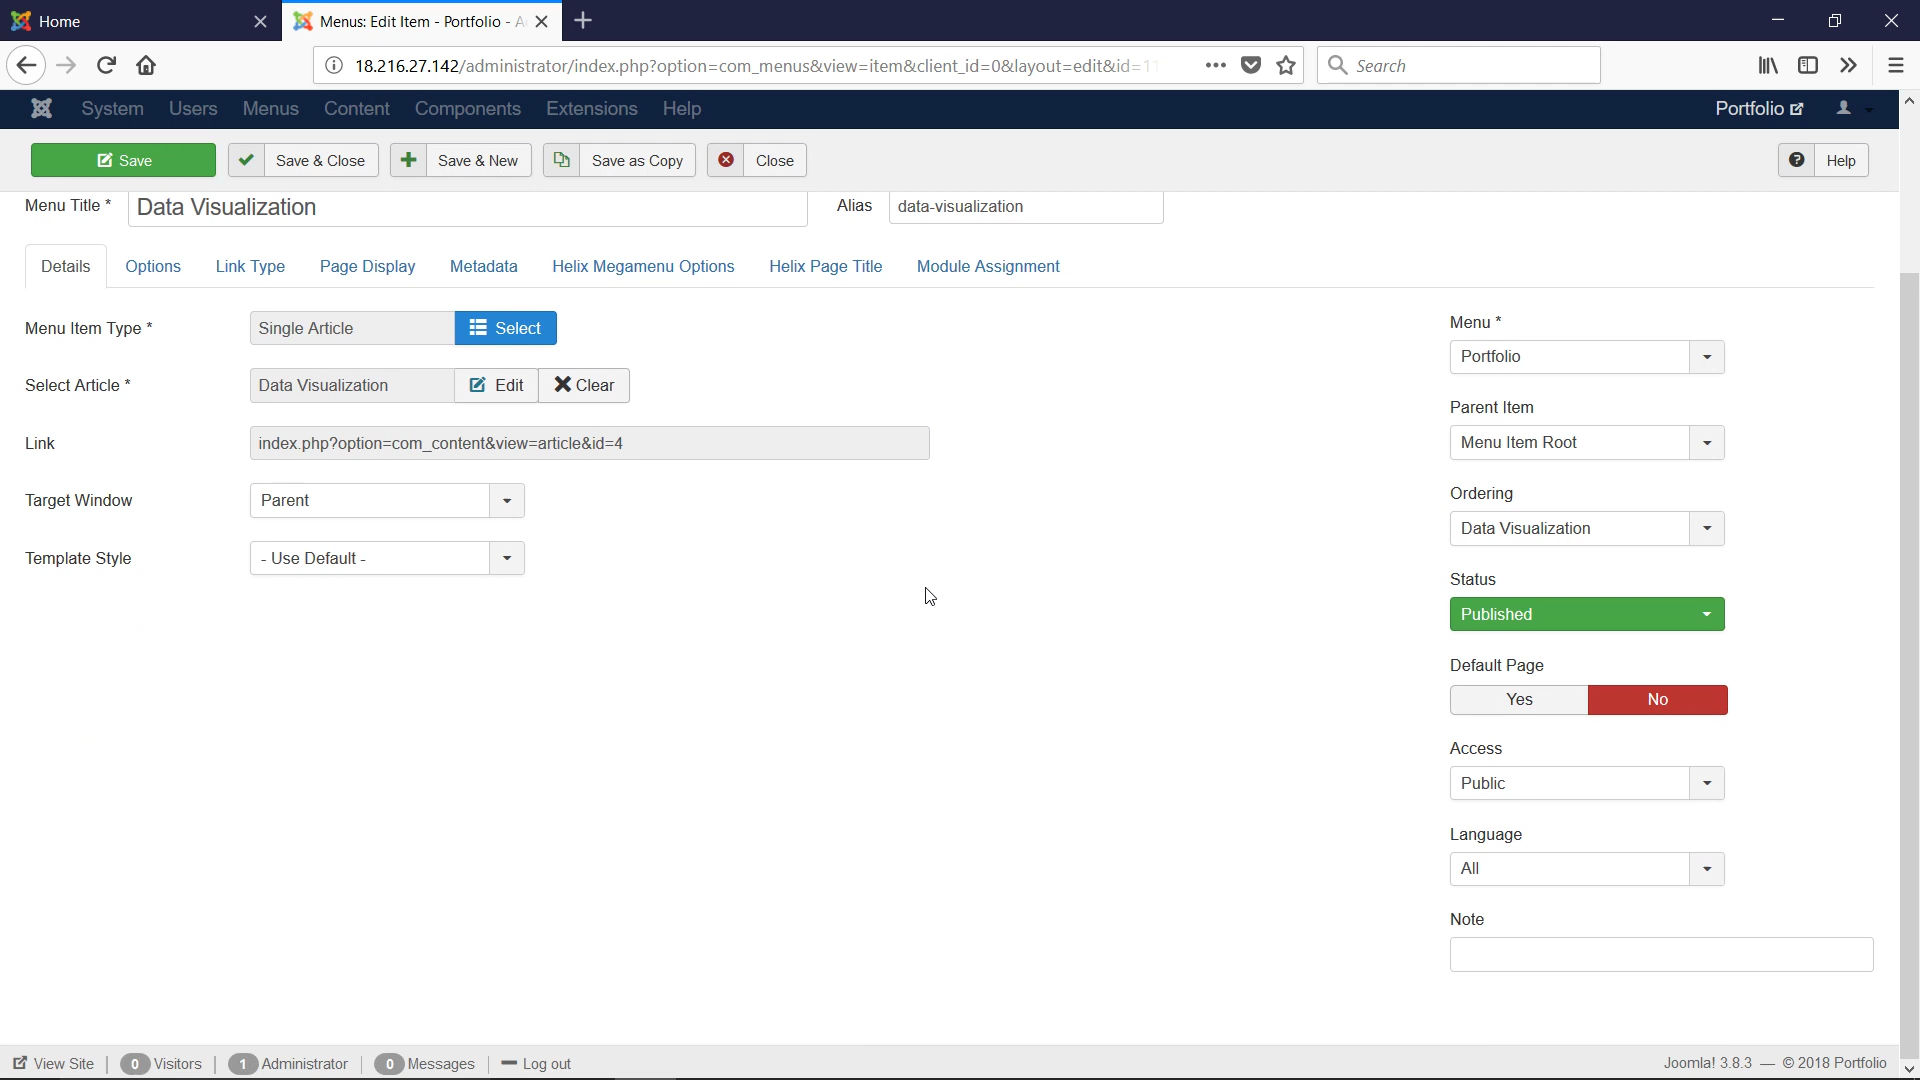 Home
Menus: Edit Item - Portfolio - A
18.216.27.142/administrator/index.php?option=com_menus&view=item&client_id=0&layout=edit&id=11
Search
System Users Menus Content Components Extensions Help
Portfolio
Save Save & Close Save & New Save as Copy Close Help
Menu Title * Data Visualization Alias data-visualization
Details Options Link Type Page Display Metadata Helix Megamenu Options Helix Page Title Module Assignment
Menu Item Type * Single Article Select
Select Article * Data Visualization Edit Clear
Link index.php?option=com_content&view=article&id=4
Target Window Parent
Template Style - Use Default -
Menu *
Portfolio
Parent Item
Menu Item Root
Ordering
Data Visualization
Status
Published
Default Page
Yes No
Access
Public
Language
All
Note
View Site 0 Visitors 1 Administrator 0 Messages Log out
Joomla! 3.8.3 — © 2018 Portfolio